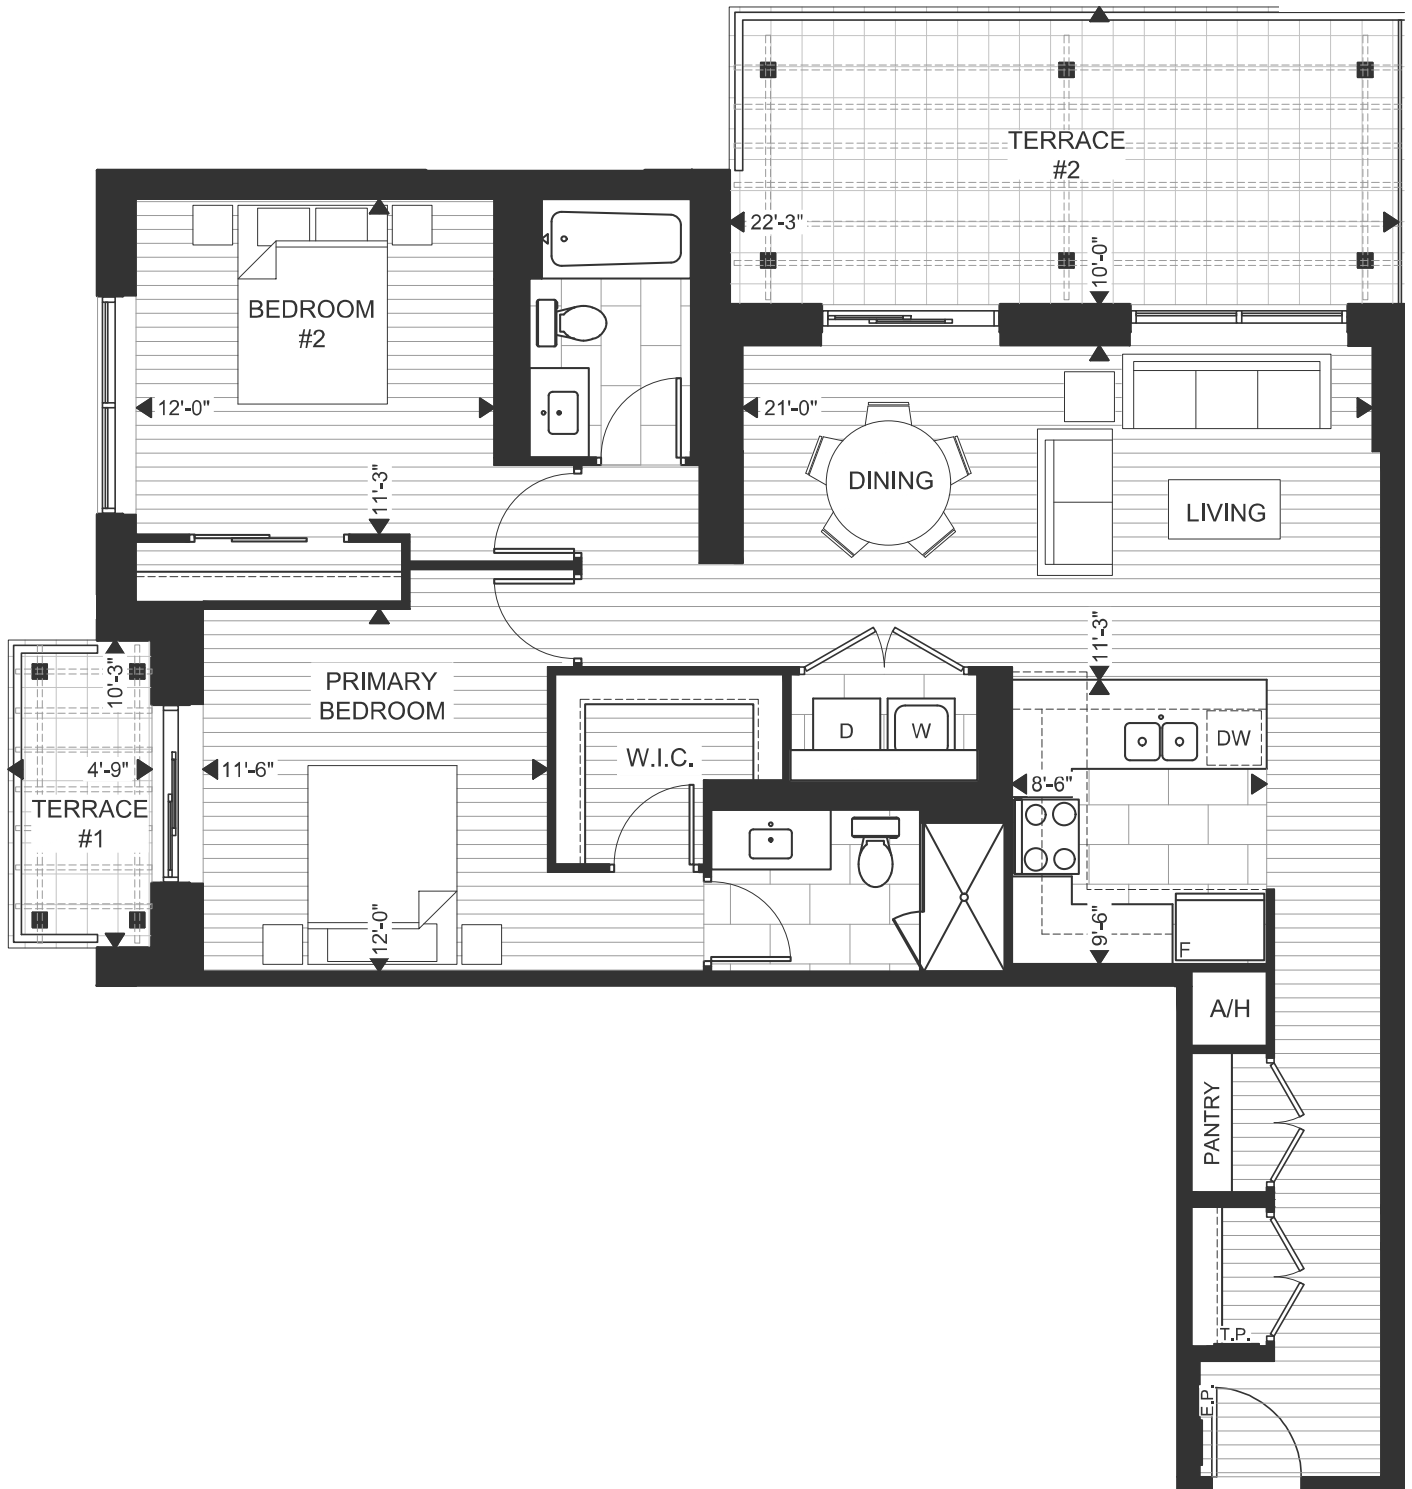 TERRACE
#2
22'-3"
10'-0"
BEDROOM
#2
12'-0"
11'-3"
21'-0"
DINING
LIVING
11'-3"
PRIMARY
BEDROOM
10'-3"
4'-9"
TERRACE
#1
11'-6"
12'-0"
W.I.C.
D
W
DW
8'-6"
9'-6"
F
A/H
PANTRY
T.P.
E.P.